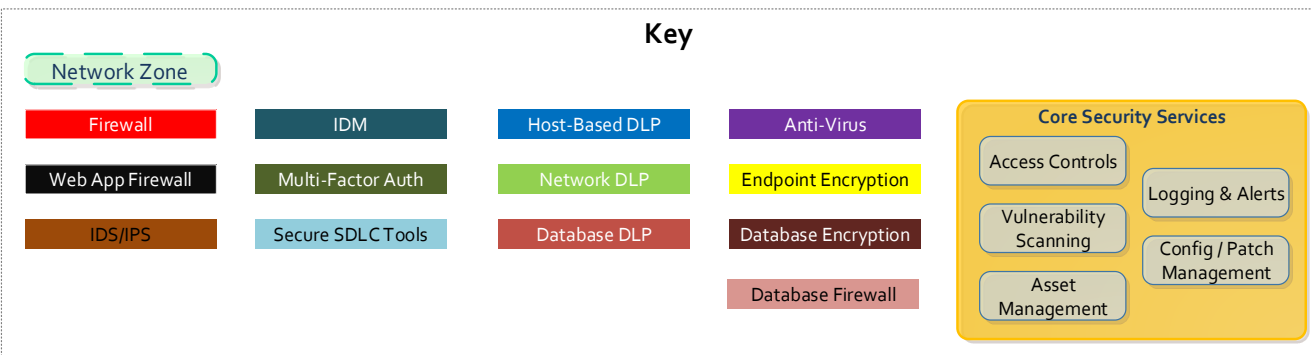 Key
Network Zone
Firewall
IDM
Host-Based DLP
Anti-Virus
Web App Firewall
Multi-Factor Auth
Network DLP
Endpoint Encryption
IDS/IPS
Secure SDLC Tools
Database DLP
Database Encryption
Database Firewall
Core Security Services
Access Controls
Logging & Alerts
Vulnerability
Scanning
Config / Patch
Management
Asset
Management